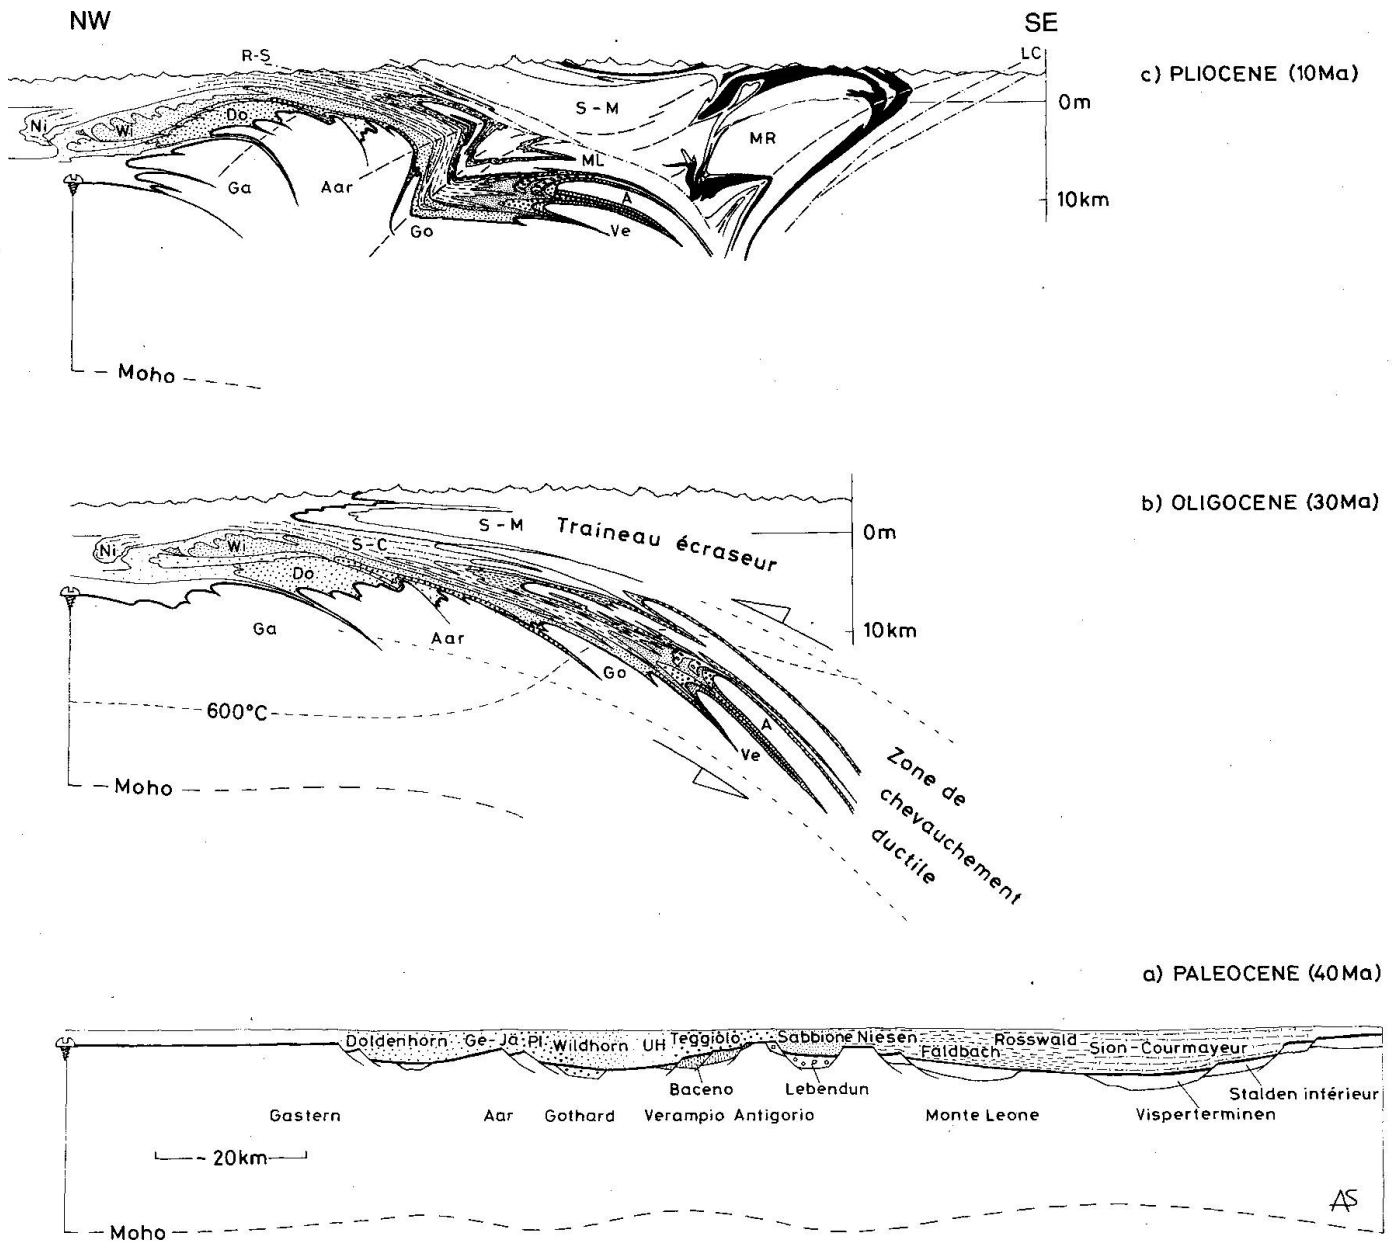 NW
SE
R-S
LC
c) PLIOCENE (10Ma)
S-M
0m
Ni
Wi
Do
MR
ML
Ga
Aar
A
10km
Go
Ve
Moho
b) OLIGOCENE (30Ma)
S-M Traineau écraseur
0m
Ni
Wi
S-C
Do
Ga
Aar
10km
Go
600°C
A
Ve
Moho
Zone de
chevauchement
ductile
a) PALEOCENE (40Ma)
Doldenhorn Ge-Jä-Pl Wildhorn UH Teggiolo Sabbione Niesen Rosswald
Faldbach Sion-Courmayeur
Baceno Lebendun Stalden intérieur
Gastern Aar Gothard Verampio Antigorio Monte Leone Visperterminen
~20km
AS
Moho